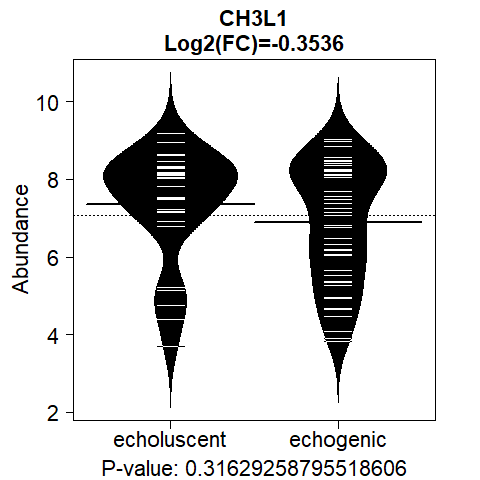 CH3L1
Log2(FC)=-0.3536
Abundance
10
8
6
4
2
echoluscent echogenic
P-value: 0.31629258795518606